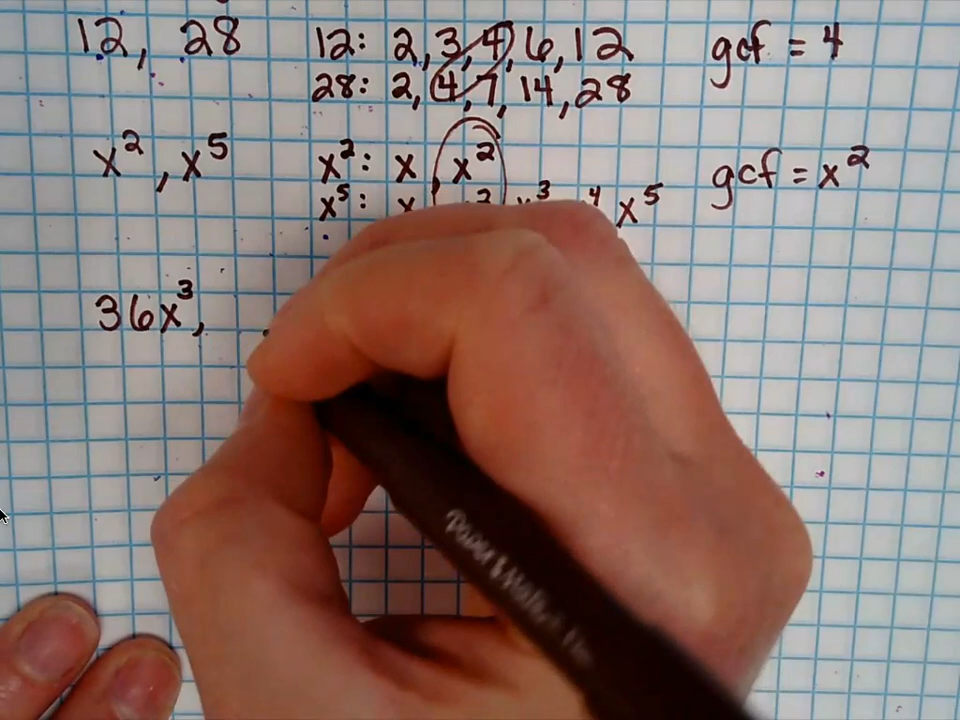 12, 28 12: 2, 3, 4, 6, 12 gcf = 4
28: 2, 4, 7, 14, 28
x², x⁵ x²: x x² gcf = x²
x⁵: x x³ x⁵
36x³,